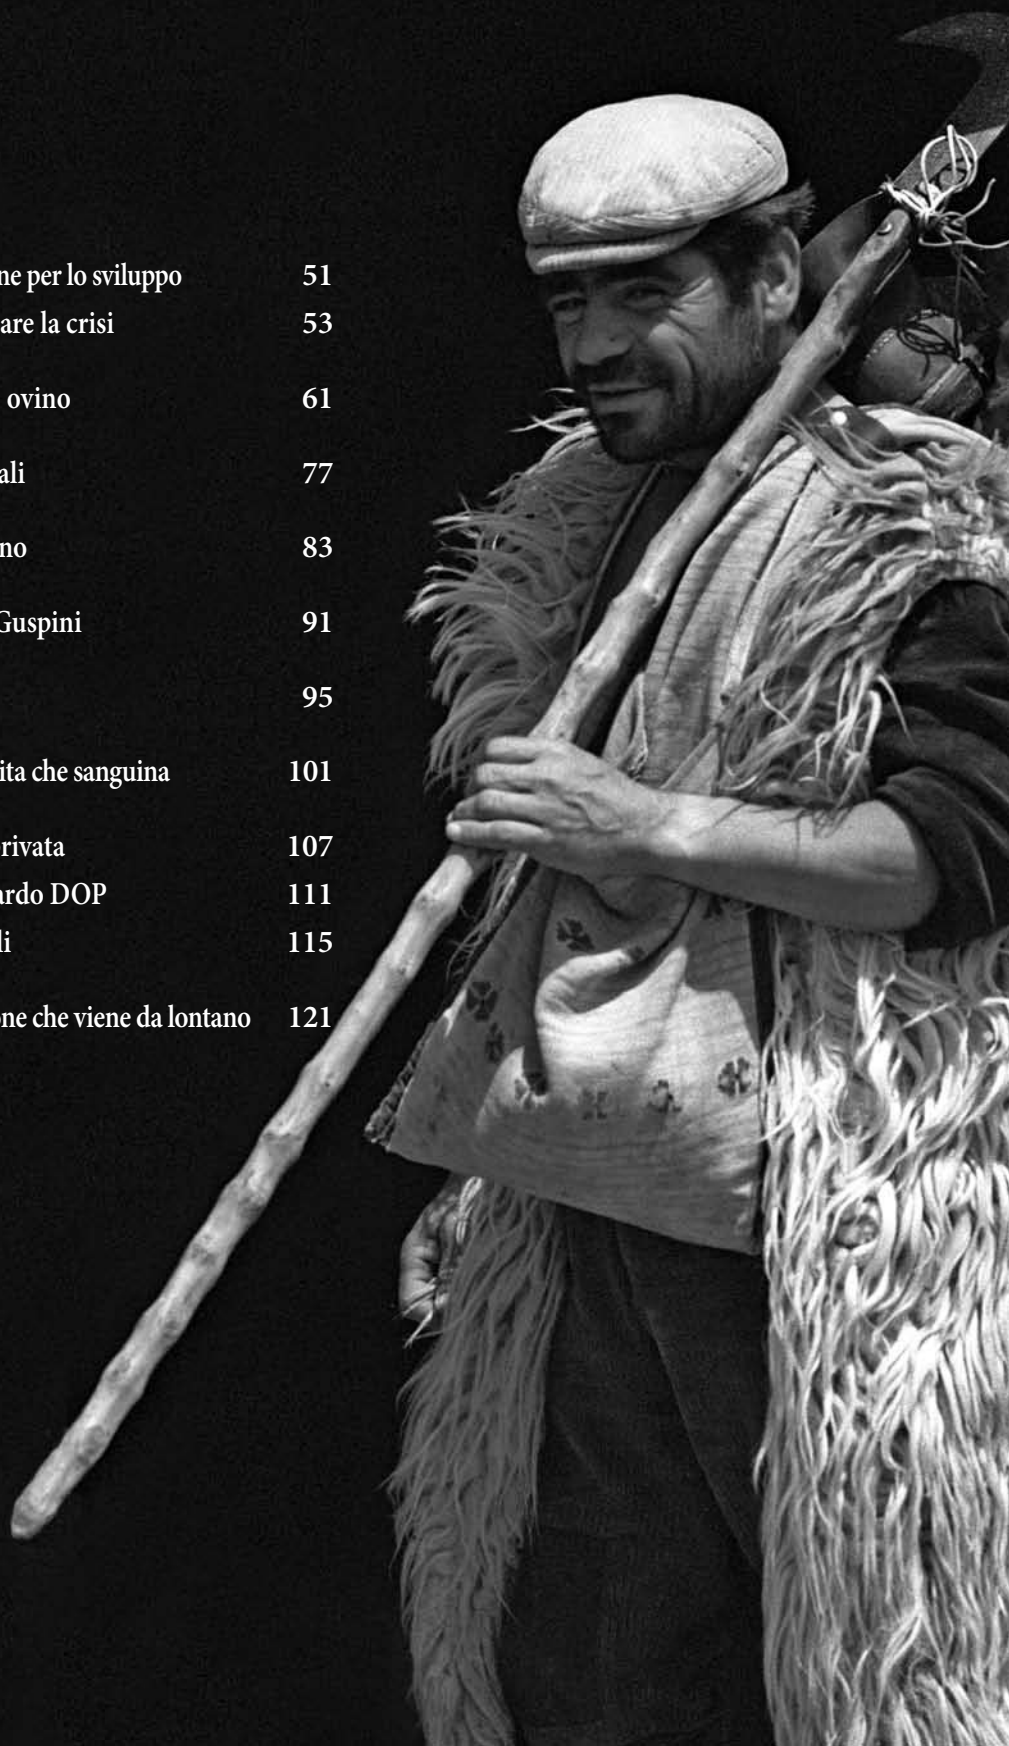 ne per lo sviluppo 51
are la crisi 53
ovino 61
ali 77
no 83
Guspini 91
95
ita che sanguina 101
rivata 107
ardo DOP 111
li 115
one che viene da lontano 121